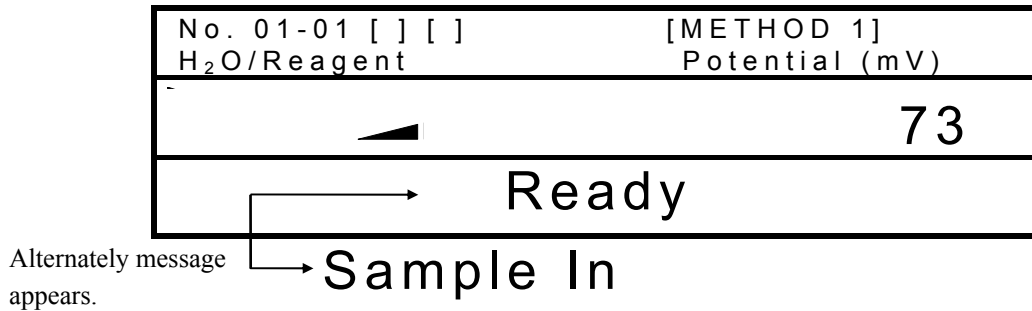 No. 01-01 [ ] [ ] [METHOD 1]
H₂O/Reagent Potential (mV)
73
Ready
Alternately message
appears.
Sample In